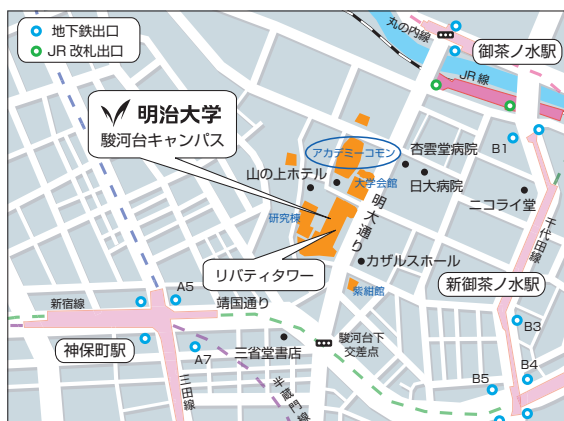 地下鉄出口
JR改札出口
丸の内線
御茶ノ水駅
JR線
明治大学
駿河台キャンパス
アカデミーコモン
杏雲堂病院
B1
山の上ホテル
大学会館
日大病院
ニコライ堂
研究棟
明大通り
千代田線
カザルスホール
リバティタワー
新御茶ノ水駅
紫紺館
A5
新宿線
靖国通り
B3
駿河台下
交差点
神保町駅
A7
三省堂書店
三田線
半蔵門線
B5
B4